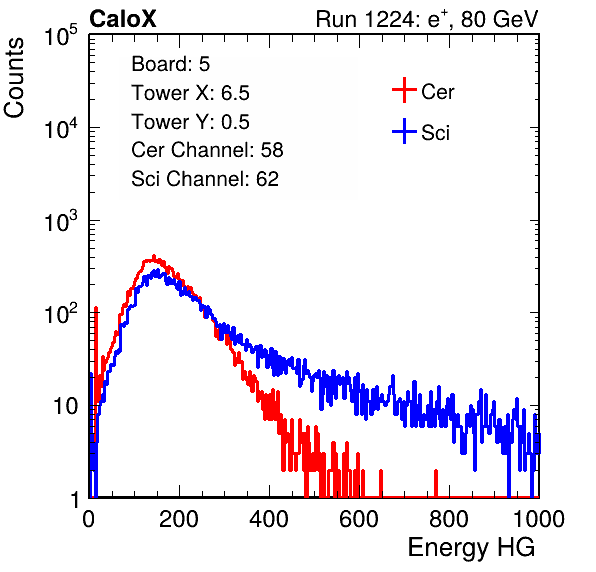 CaloX Run 1224: e⁺, 80 GeV
Board: 5
Tower X: 6.5
Tower Y: 0.5
Cer Channel: 58
Sci Channel: 62
Cer
Sci
Counts
10⁵
10⁴
10³
10²
10
1
0 200 400 600 800 1000
Energy HG